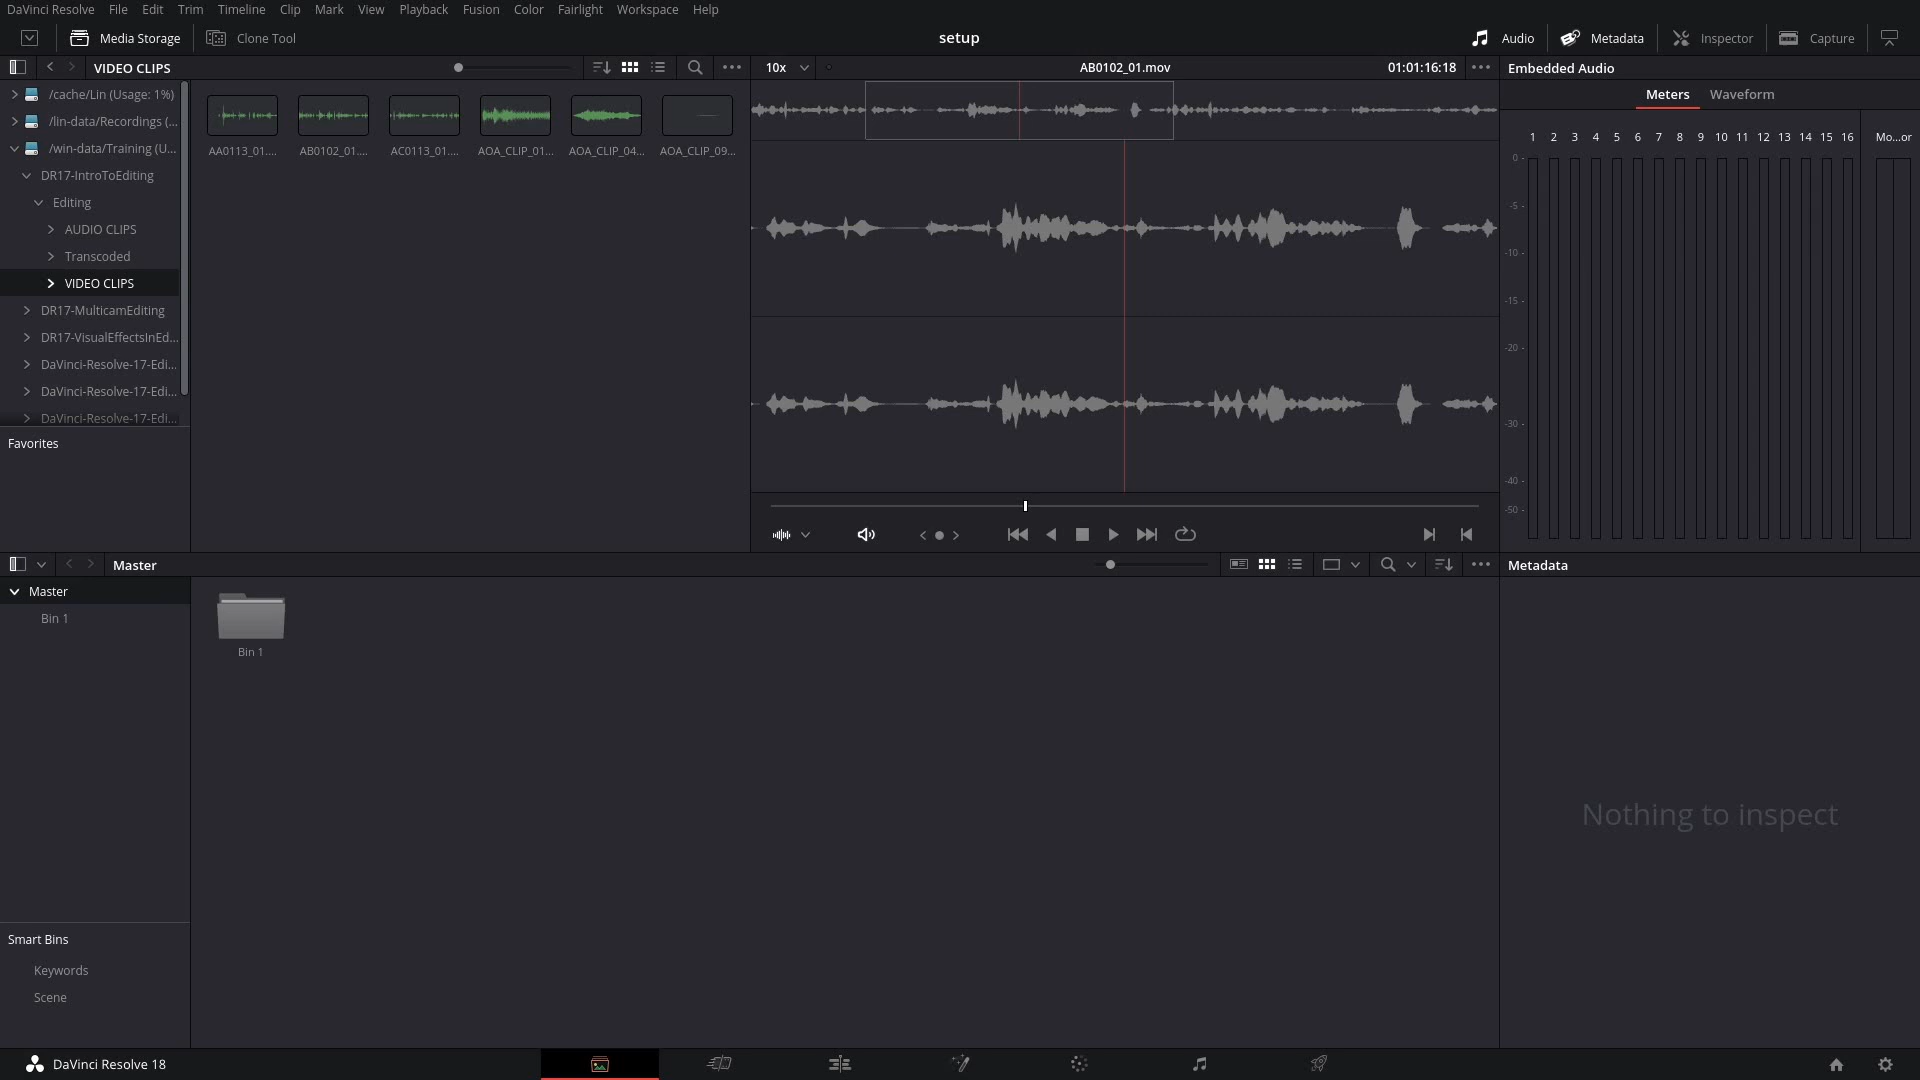 DaVinci Resolve File Edit Trim Timeline Clip Mark View Playback Fusion Color Fairlight Workspace Help
Media Storage Clone Tool setup Audio Metadata Inspector Capture
VIDEO CLIPS 10x AB0102_01.mov 01:01:16:18 Embedded Audio
/cache/Lin (Usage: 1%)
/lin-data/Recordings (...
/win-data/Training (U...
DR17-IntroToEditing
Editing
AUDIO CLIPS
Transcoded
VIDEO CLIPS
DR17-MulticamEditing
DR17-VisualEffectsInEd...
DaVinci-Resolve-17-Edi...
DaVinci-Resolve-17-Edi...
DaVinci-Resolve-17-Edi...
Favorites
AA0113_01.... AB0102_01.... AC0113_01.... AOA_CLIP_01... AOA_CLIP_04... AOA_CLIP_09...
Meters Waveform
1 2 3 4 5 6 7 8 9 10 11 12 13 14 15 16 Mo...or
0 -
-5 -
-10 -
-15 -
-20 -
-30 -
-40 -
-50 -
Master Metadata
Master
Bin 1
Bin 1
Nothing to inspect
Smart Bins
Keywords
Scene
DaVinci Resolve 18